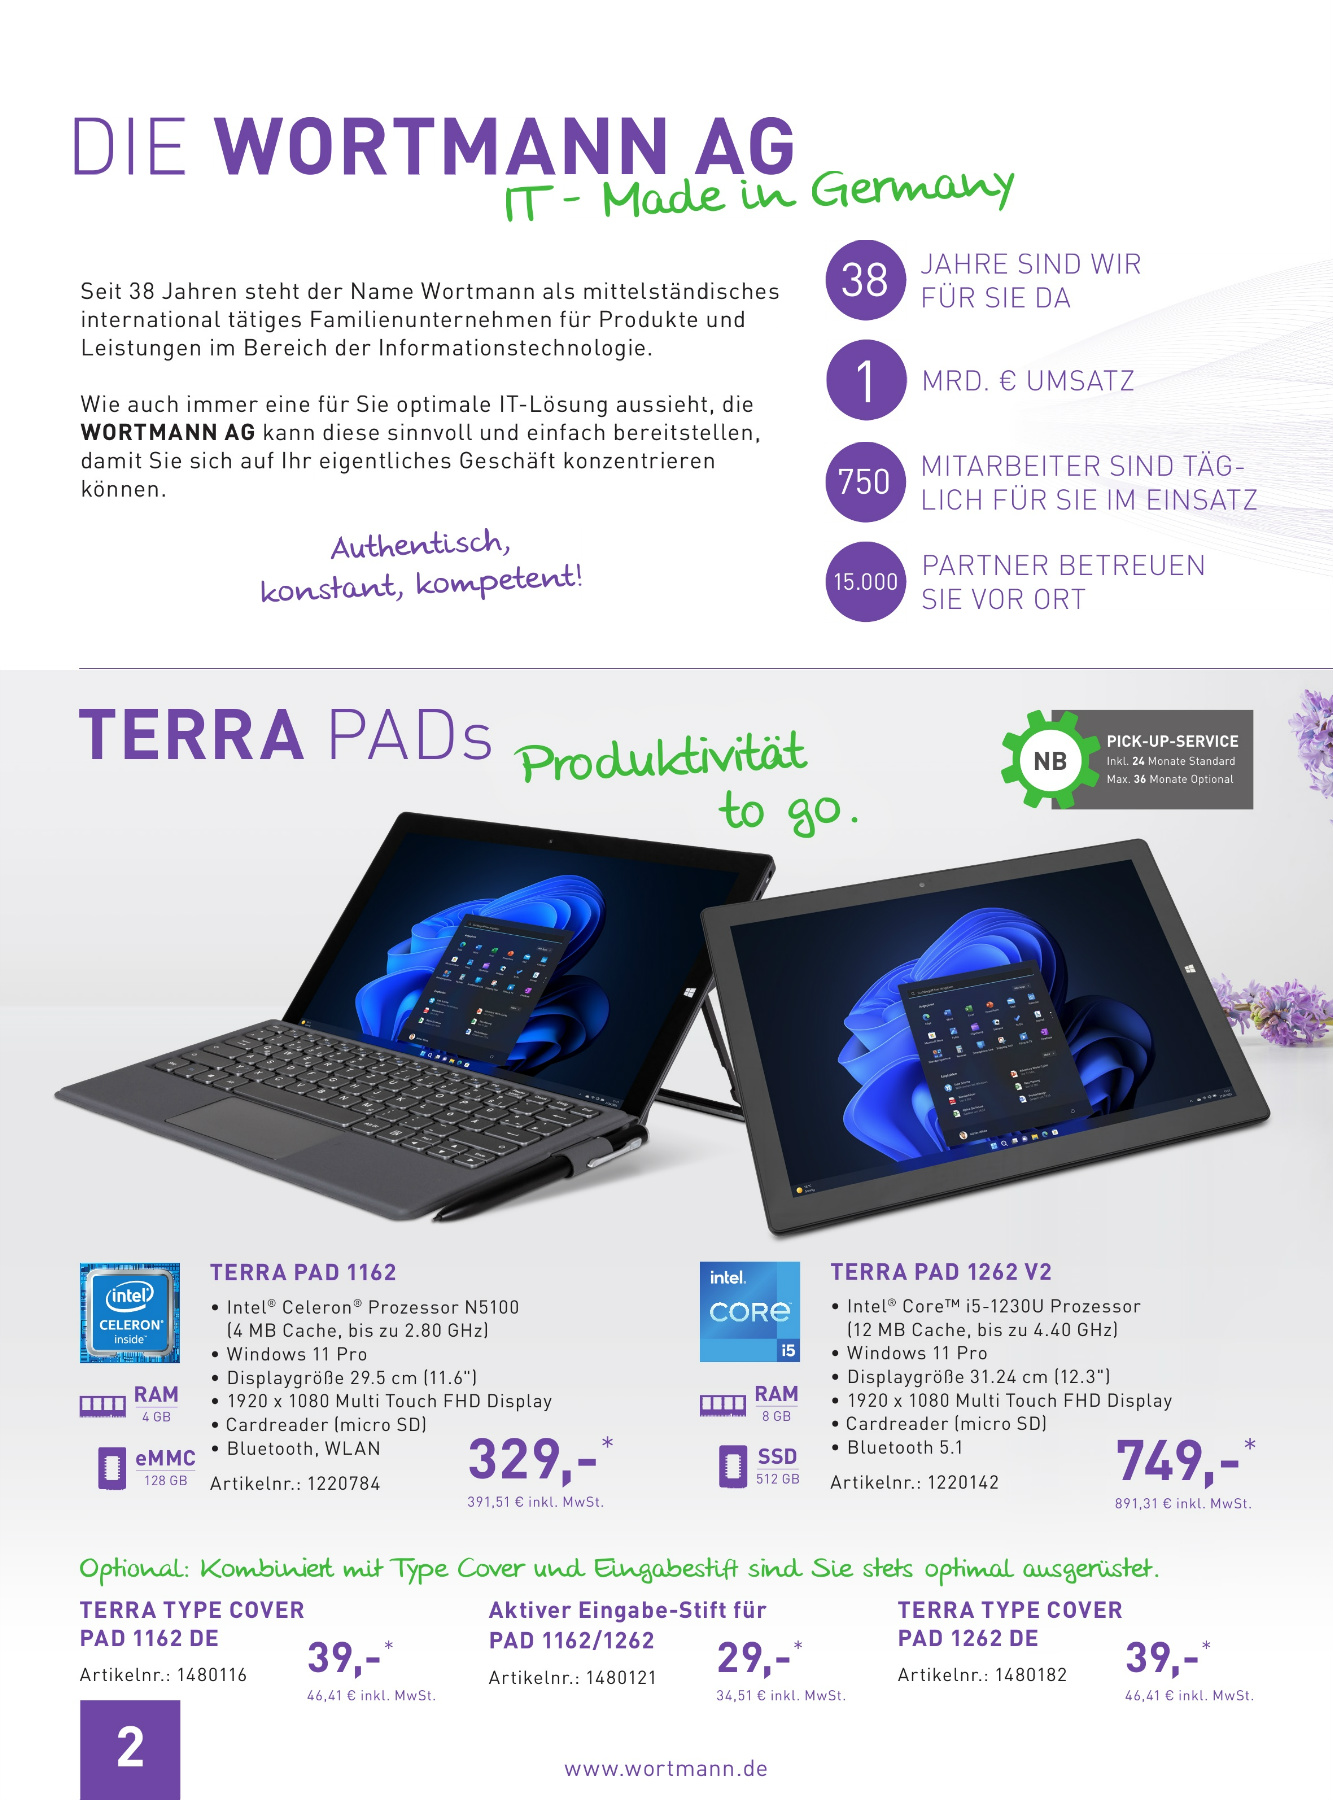 DIE WORTMANN AG
IT - Made in Germany
Seit 38 Jahren steht der Name Wortmann als mittelständisches
international tätiges Familienunternehmen für Produkte und
Leistungen im Bereich der Informationstechnologie.
Wie auch immer eine für Sie optimale IT-Lösung aussieht, die
WORTMANN AG kann diese sinnvoll und einfach bereitstellen,
damit Sie sich auf Ihr eigentliches Geschäft konzentrieren
können.
Authentisch,
konstant, kompetent!
38
JAHRE SIND WIR
FÜR SIE DA
1
MRD. € UMSATZ
750
MITARBEITER SIND TÄG-
LICH FÜR SIE IM EINSATZ
15.000
PARTNER BETREUEN
SIE VOR ORT
TERRA PADs
Produktivität
to go.
NB
PICK-UP-SERVICE
Inkl. 24 Monate Standard
Max. 36 Monate Optional
intel
CELERON®
inside™
RAM
4 GB
eMMC
128 GB
TERRA PAD 1162
• Intel® Celeron® Prozessor N5100
(4 MB Cache, bis zu 2.80 GHz)
• Windows 11 Pro
• Displaygröße 29.5 cm (11.6")
• 1920 x 1080 Multi Touch FHD Display
• Cardreader (micro SD)
• Bluetooth, WLAN
Artikelnr.: 1220784
329,-*
391,51 € inkl. MwSt.
intel.
CORE™
i5
RAM
8 GB
SSD
512 GB
TERRA PAD 1262 V2
• Intel® Core™ i5-1230U Prozessor
(12 MB Cache, bis zu 4.40 GHz)
• Windows 11 Pro
• Displaygröße 31.24 cm (12.3")
• 1920 x 1080 Multi Touch FHD Display
• Cardreader (micro SD)
• Bluetooth 5.1
Artikelnr.: 1220142
749,-*
891,31 € inkl. MwSt.
Optional: Kombiniert mit Type Cover und Eingabestift sind Sie stets optimal ausgerüstet.
TERRA TYPE COVER
PAD 1162 DE
Artikelnr.: 1480116
39,-*
46,41 € inkl. MwSt.
Aktiver Eingabe-Stift für
PAD 1162/1262
Artikelnr.: 1480121
29,-*
34,51 € inkl. MwSt.
TERRA TYPE COVER
PAD 1262 DE
Artikelnr.: 1480182
39,-*
46,41 € inkl. MwSt.
2
www.wortmann.de